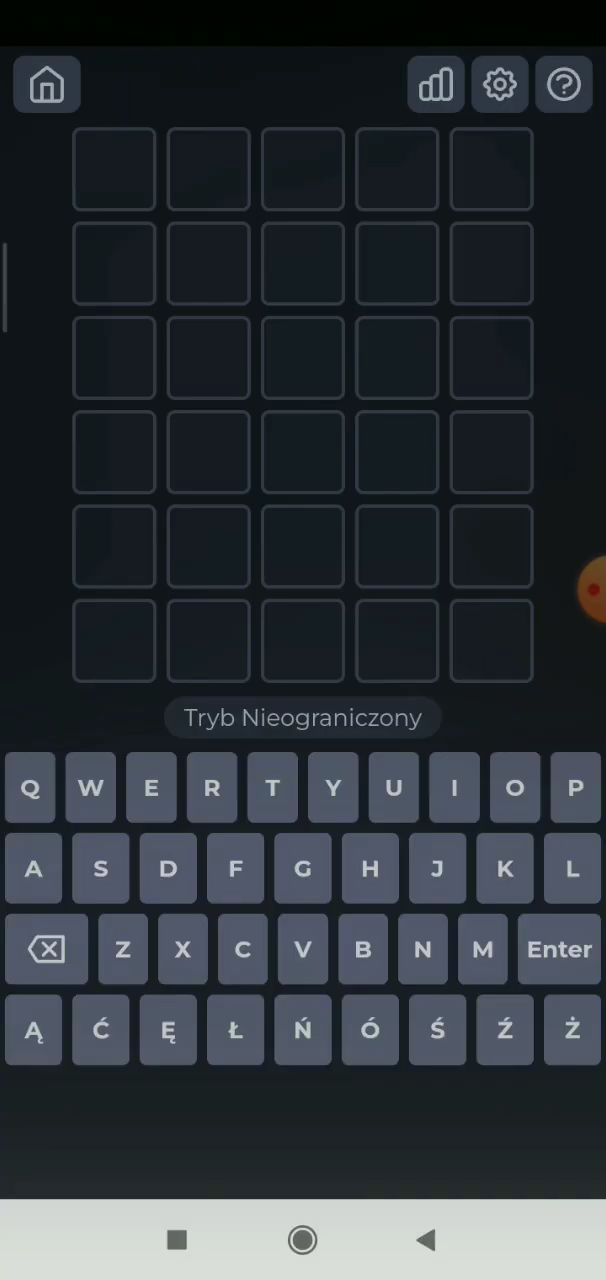 Tryb Nieograniczony
Q W E R T Y U I O P
A S D F G H J K L
Z X C V B N M Enter
Ą Ć Ę Ł Ń Ó Ś Ź Ż